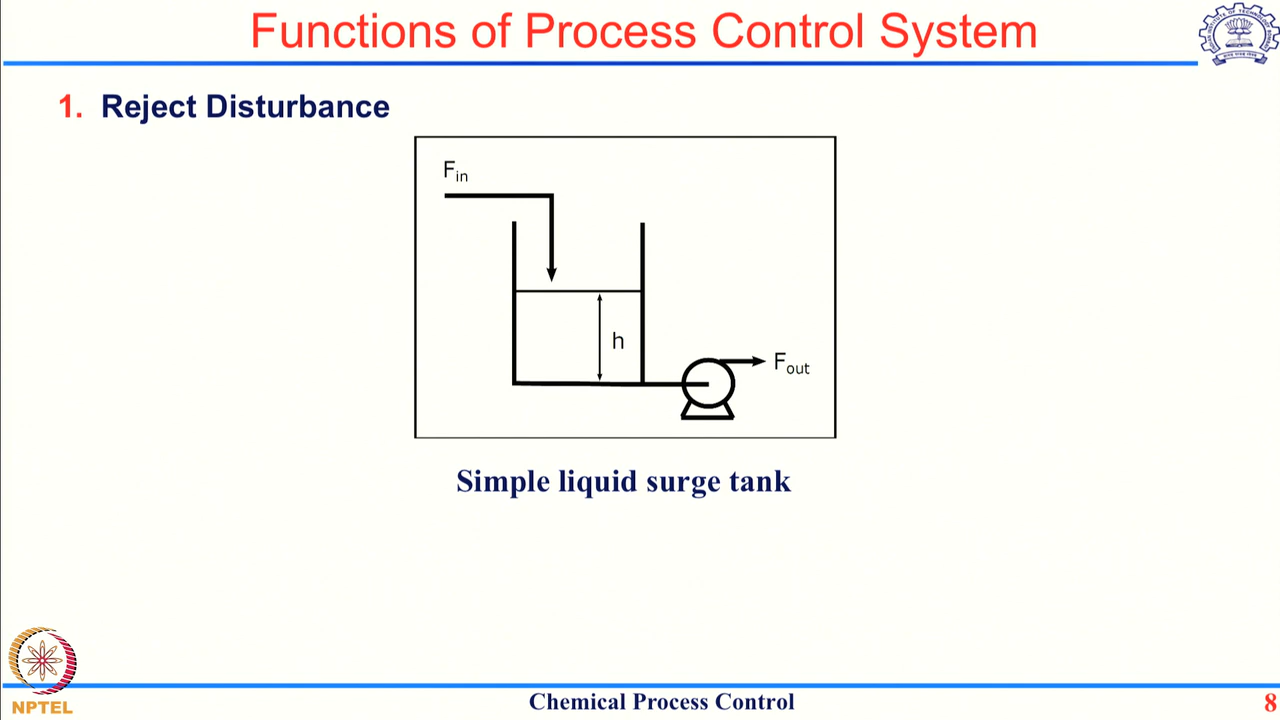 Functions of Process Control System
1. Reject Disturbance
Fin
h
Fout
Simple liquid surge tank
NPTEL
Chemical Process Control
8